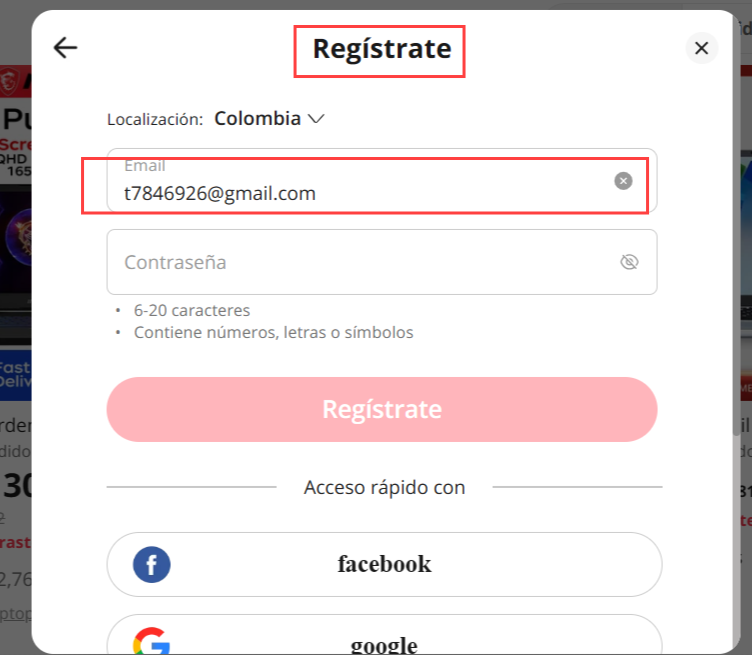 Regístrate
Localización: Colombia
Email
t7846926@gmail.com
Contraseña
• 6-20 caracteres
• Contiene números, letras o símbolos
Regístrate
Acceso rápido con
facebook
google